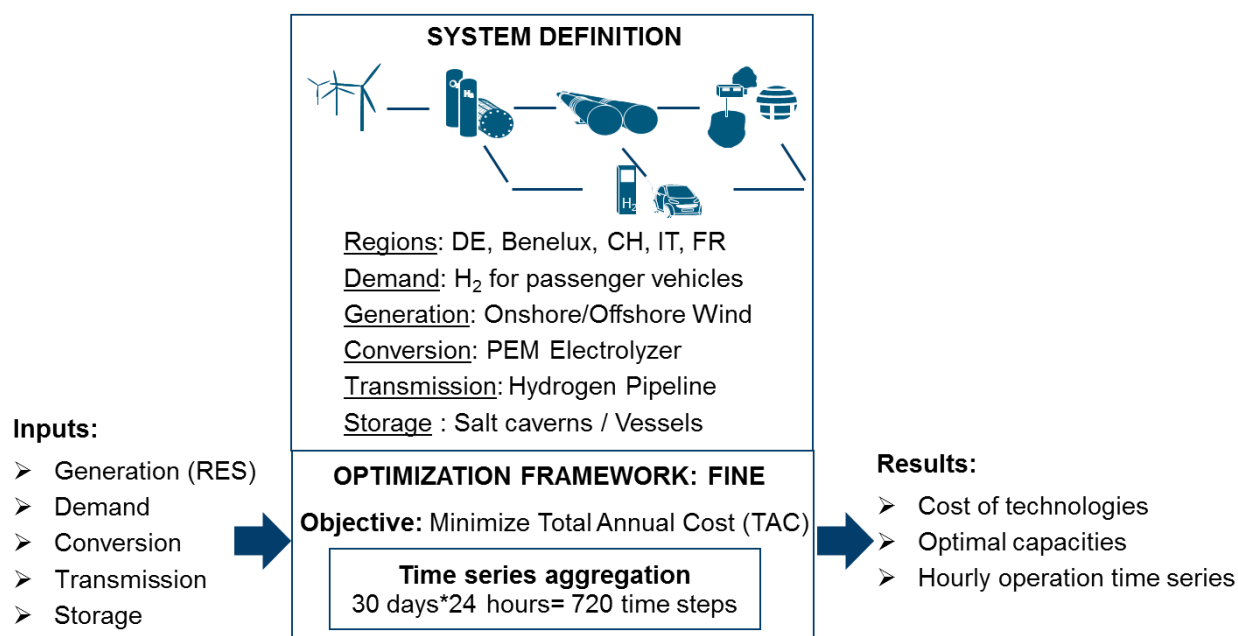 SYSTEM DEFINITION
O₂
H₂
H₂
Regions: DE, Benelux, CH, IT, FR
Demand: H₂ for passenger vehicles
Generation: Onshore/Offshore Wind
Conversion: PEM Electrolyzer
Transmission: Hydrogen Pipeline
Storage : Salt caverns / Vessels
Inputs:
➢ Generation (RES)
➢ Demand
➢ Conversion
➢ Transmission
➢ Storage
OPTIMIZATION FRAMEWORK: FINE
Objective: Minimize Total Annual Cost (TAC)
Time series aggregation
30 days*24 hours= 720 time steps
Results:
➢ Cost of technologies
➢ Optimal capacities
➢ Hourly operation time series